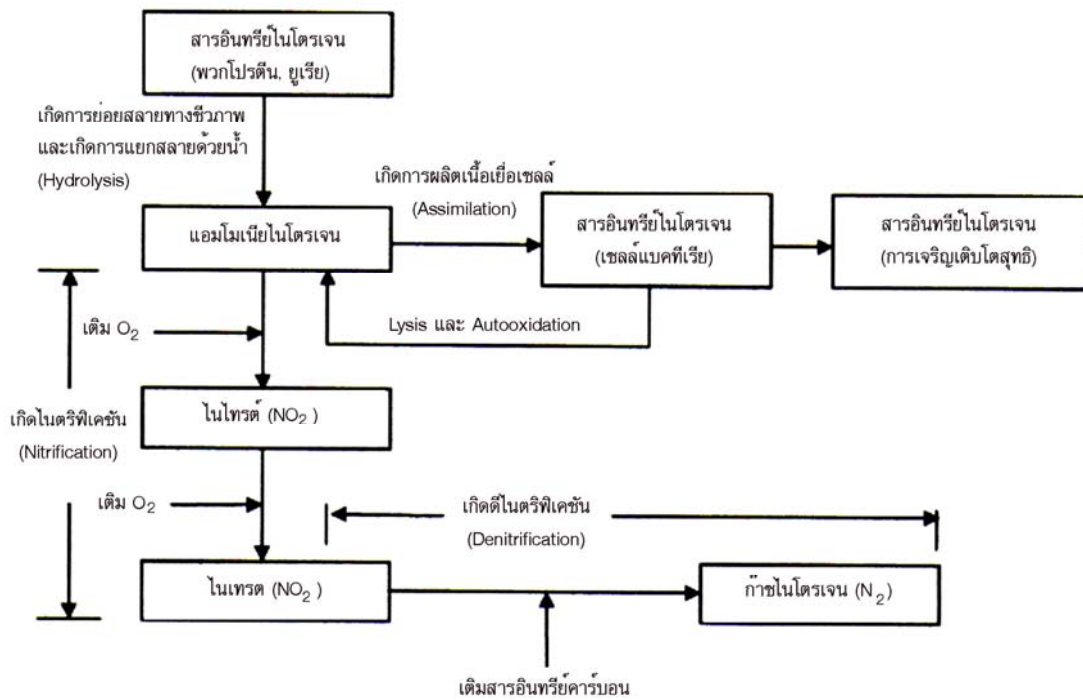 สารอินทรีย์ไนโตรเจน
(พวกโปรตีน, ยูเรีย)
เกิดการย่อยสลายทางชีวภาพ
และเกิดการแยกสลายด้วยน้ำ
(Hydrolysis)
เกิดการผลิตเนื้อเยื่อเซลล์
(Assimilation)
แอมโมเนียไนโตรเจน
สารอินทรีย์ไนโตรเจน
(เซลล์แบคทีเรีย)
สารอินทรีย์ไนโตรเจน
(การเจริญเติบโตสุทธิ)
เติม O2
Lysis และ Autooxidation
ไนไทรต์ (NO2 )
เกิดไนตริฟิเคชัน
(Nitrification)
เติม O2
เกิดดีไนตริฟิเคชัน
(Denitrification)
ไนเทรต (NO2 )
ก๊าซไนโตรเจน (N2)
เติมสารอินทรีย์คาร์บอน